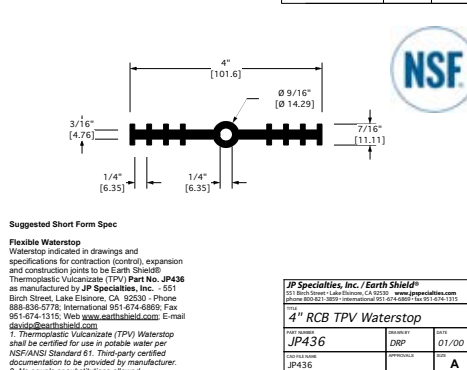 4"
[101.6]
NSF.
Ø 9/16"
[Ø 14.29]
3/16"
[4.76]
7/16"
[11.11]
1/4"
[6.35]
1/4"
[6.35]
Suggested Short Form Spec
Flexible Waterstop
Waterstop indicated in drawings and
specifications for contraction (control), expansion
and construction joints to be Earth Shield®
Thermoplastic Vulcanizate (TPV) Part No. JP436
as manufactured by JP Specialties, Inc. - 551
Birch Street, Lake Elsinore, CA 92530 - Phone
888-836-5778; International 951-674-6869; Fax
951-674-1315; Web www.earthshield.com; E-mail
davidp@earthshield.com
1. Thermoplastic Vulcanizate (TPV) Waterstop
shall be certified for use in potable water per
NSF/ANSI Standard 61. Third-party certified
documentation to be provided by manufacturer.
JP Specialties, Inc. / Earth Shield®
551 Birch Street • Lake Elsinore, CA 92530 www.jpspecialties.com
phone 800-821-3859 • international 951-674-6869 • fax 951-674-1315
TITLE
4" RCB TPV Waterstop
PART NUMBER
JP436
DRAWN BY
DRP
DATE
01/00
CAD FILE NAME
JP436
APPROVALS
SIZE
A